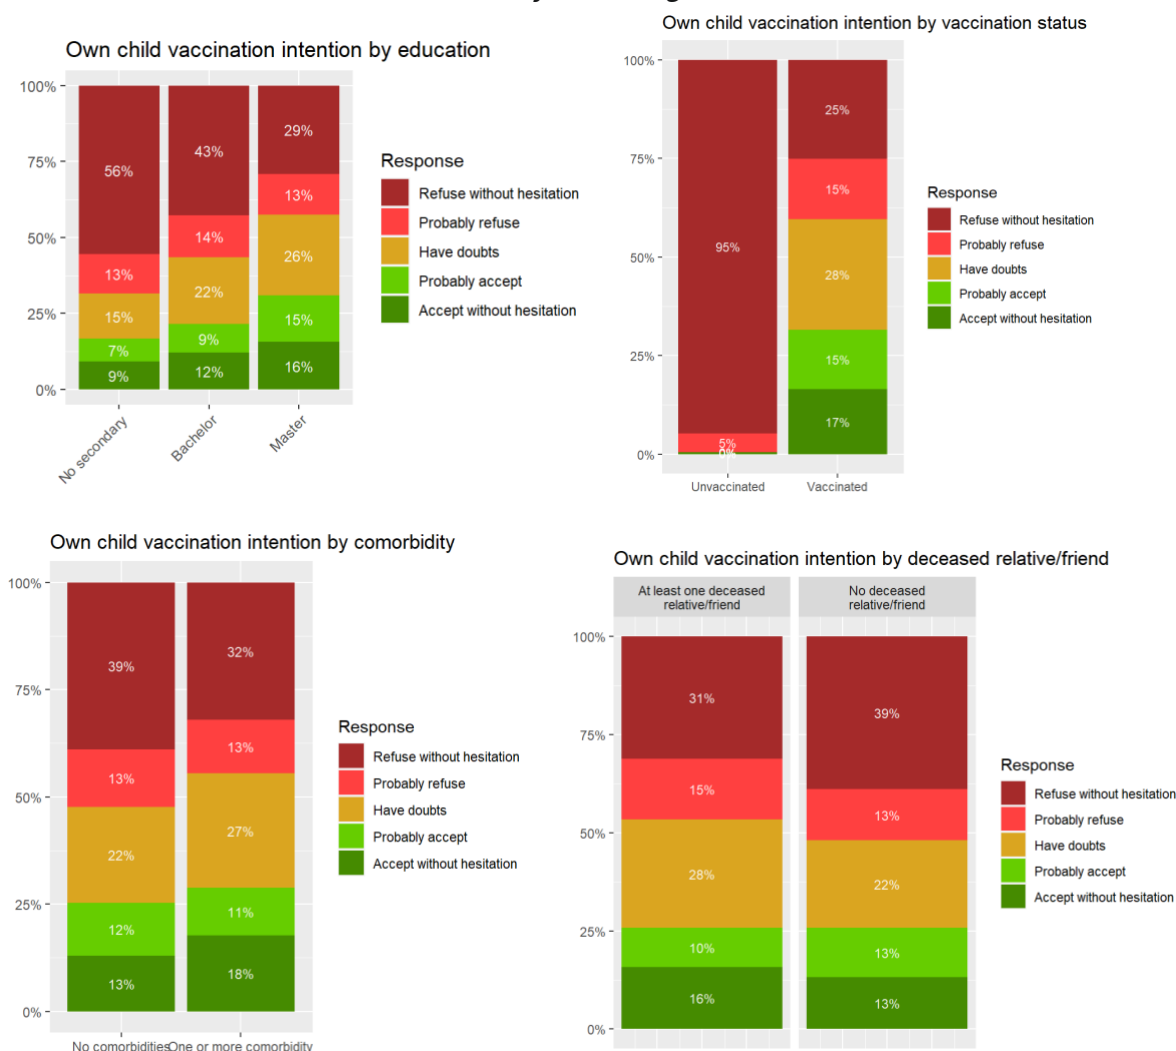 Own child vaccination intention by education
100%
75%
50%
25%
0%
56%
13%
15%
7%
9%
43%
14%
22%
9%
12%
29%
13%
26%
15%
16%
No secondary
Bachelor
Master
Response
Refuse without hesitation
Probably refuse
Have doubts
Probably accept
Accept without hesitation
Own child vaccination intention by vaccination status
100%
75%
50%
25%
0%
95%
5%
0%
25%
15%
28%
15%
17%
Unvaccinated
Vaccinated
Response
Refuse without hesitation
Probably refuse
Have doubts
Probably accept
Accept without hesitation
Own child vaccination intention by comorbidity
100%
75%
50%
25%
0%
39%
13%
22%
12%
13%
32%
13%
27%
11%
18%
No comorbidities
One or more comorbidity
Response
Refuse without hesitation
Probably refuse
Have doubts
Probably accept
Accept without hesitation
Own child vaccination intention by deceased relative/friend
At least one deceased
relative/friend
No deceased
relative/friend
100%
75%
50%
25%
0%
31%
15%
28%
10%
16%
39%
13%
22%
13%
13%
Response
Refuse without hesitation
Probably refuse
Have doubts
Probably accept
Accept without hesitation